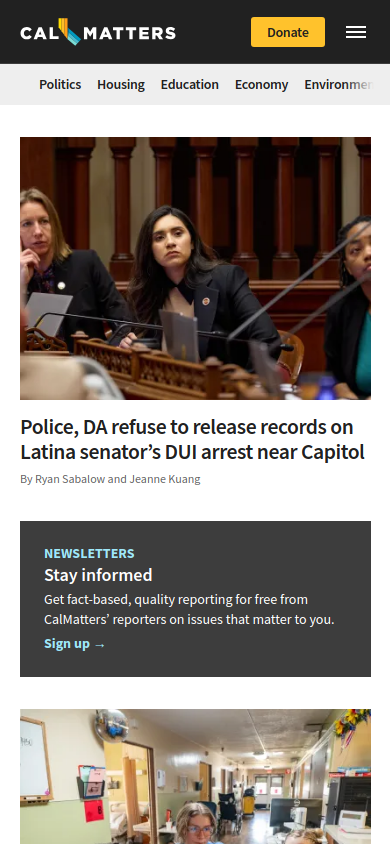 CAL MATTERS
Donate
Politics Housing Education Economy
Police, DA refuse to release records on
Latina senator’s DUI arrest near Capitol
By Ryan Sabalow and Jeanne Kuang
NEWSLETTERS
Stay informed
Get fact-based, quality reporting for free from
CalMatters’ reporters on issues that matter to you.
Sign up →